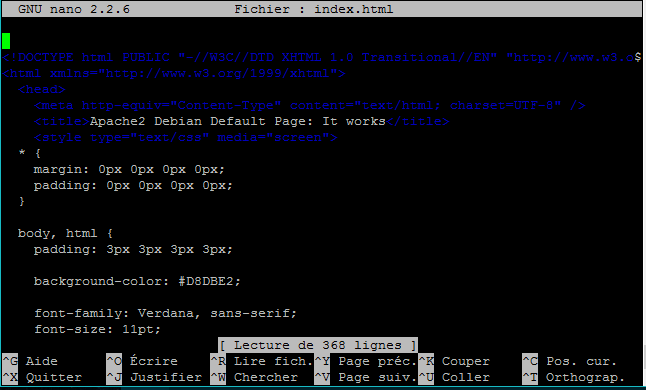 GNU nano 2.2.6 Fichier : index.html
<!DOCTYPE html PUBLIC "-//W3C//DTD XHTML 1.0 Transitional//EN" "http://www.w3.o$
<html xmlns="http://www.w3.org/1999/xhtml">
<head>
<meta http-equiv="Content-Type" content="text/html; charset=UTF-8" />
<title>Apache2 Debian Default Page: It works</title>
<style type="text/css" media="screen">
* {
margin: 0px 0px 0px 0px;
padding: 0px 0px 0px 0px;
}
body, html {
padding: 3px 3px 3px 3px;
background-color: #D8DBE2;
font-family: Verdana, sans-serif;
font-size: 11pt;
[ Lecture de 368 lignes ]
^G Aide ^O Écrire ^R Lire fich. ^Y Page préc. ^K Couper ^C Pos. cur.
^X Quitter ^J Justifier ^W Chercher ^V Page suiv. ^U Coller ^T Orthograp.